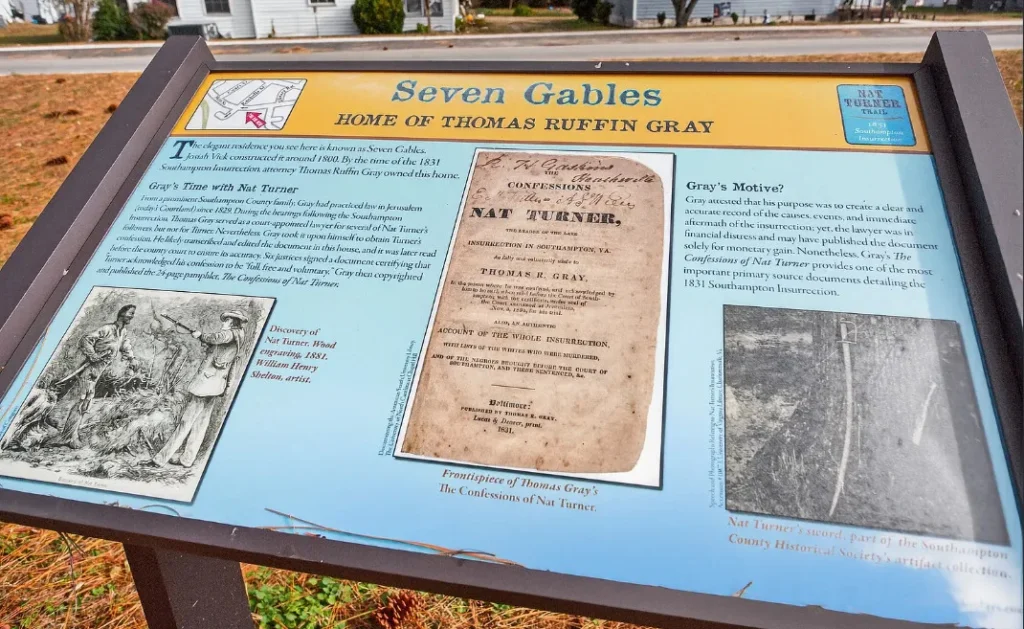 Seven Gables
HOME OF THOMAS RUFFIN GRAY
NAT
TURNER
TRAIL
1831
Southampton
Insurrection
The elegant residence you see here is known as Seven Gables.
Josiah Vick constructed it around 1800. By the time of the 1831
Southampton Insurrection, attorney Thomas Ruffin Gray owned this home.
Gray's Time with Nat Turner
From a prominent Southampton County family, Gray had practiced law in Jerusalem
(today's Courtland) since 1828. During the hearings following the Southampton
Insurrection, Thomas Gray served as a court-appointed lawyer for several of Nat Turner's
followers, but not for Turner. Nevertheless, Gray took it upon himself to obtain Turner's
confession. He likely transcribed and edited the document in this house, and it was later read
before the county court to ensure its accuracy. Six justices signed a document certifying that
Turner acknowledged his confession to be "full, free and voluntary." Gray then copyrighted
and published the 24-page pamphlet, The Confessions of Nat Turner.
Discovery of
Nat Turner. Wood
engraving, 1881.
William Henry
Shelton, artist.
THE
CONFESSIONS
NAT TURNER,
THE LEADER OF THE LATE
INSURRECTION IN SOUTHAMPTON, VA.
As fully and voluntarily made to
THOMAS R. GRAY,
ALSO, AN AUTHENTIC
ACCOUNT OF THE WHOLE INSURRECTION,
WITH LISTS OF THE WHITES WHO WERE MURDERED,
AND OF THE NEGROES BROUGHT BEFORE THE COURT OF
SOUTHAMPTON, AND THERE SENTENCED, &c.
Baltimore:
PUBLISHED BY THOMAS R. GRAY.
Lucas & Deaver, print.
1831.
Frontispiece of Thomas Gray's
The Confessions of Nat Turner.
Gray's Motive?
Gray attested that his purpose was to create a clear and
accurate record of the causes, events, and immediate
aftermath of the insurrection; yet, the lawyer was in
financial distress and may have published the document
solely for monetary gain. Nonetheless, Gray's The
Confessions of Nat Turner provides one of the most
important primary source documents detailing the
1831 Southampton Insurrection.
Nat Turner's sword, part of the Southampton
County Historical Society's artifact collection.